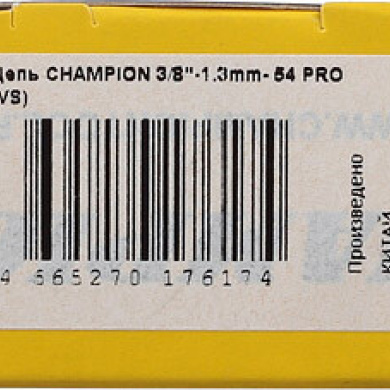 Цепь CHAMPION 3/8"-1.3mm- 54 PRO
VS)
4 665270 176174
Произведено
КИТАЙ